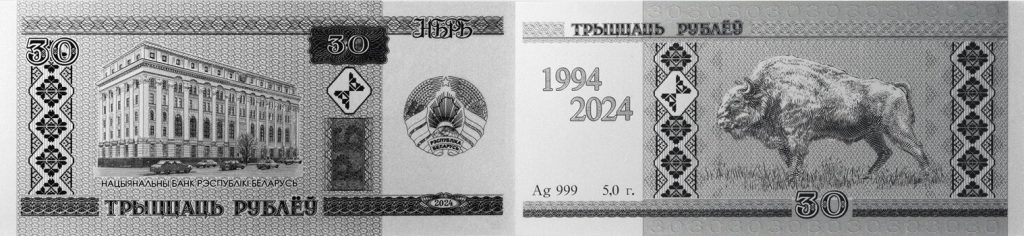 30
30
НБРБ
РЭСПУБЛІКА
БЕЛАРУСЬ
НАЦЫЯНАЛЬНЫ БАНК РЭСПУБЛІКІ БЕЛАРУСЬ
ТРЫЦЦАЦЬ РУБЛЁЎ
2024
ТРЫЦЦАЦЬ РУБЛЁЎ
1994
2024
Ag 999 5,0 г.
30